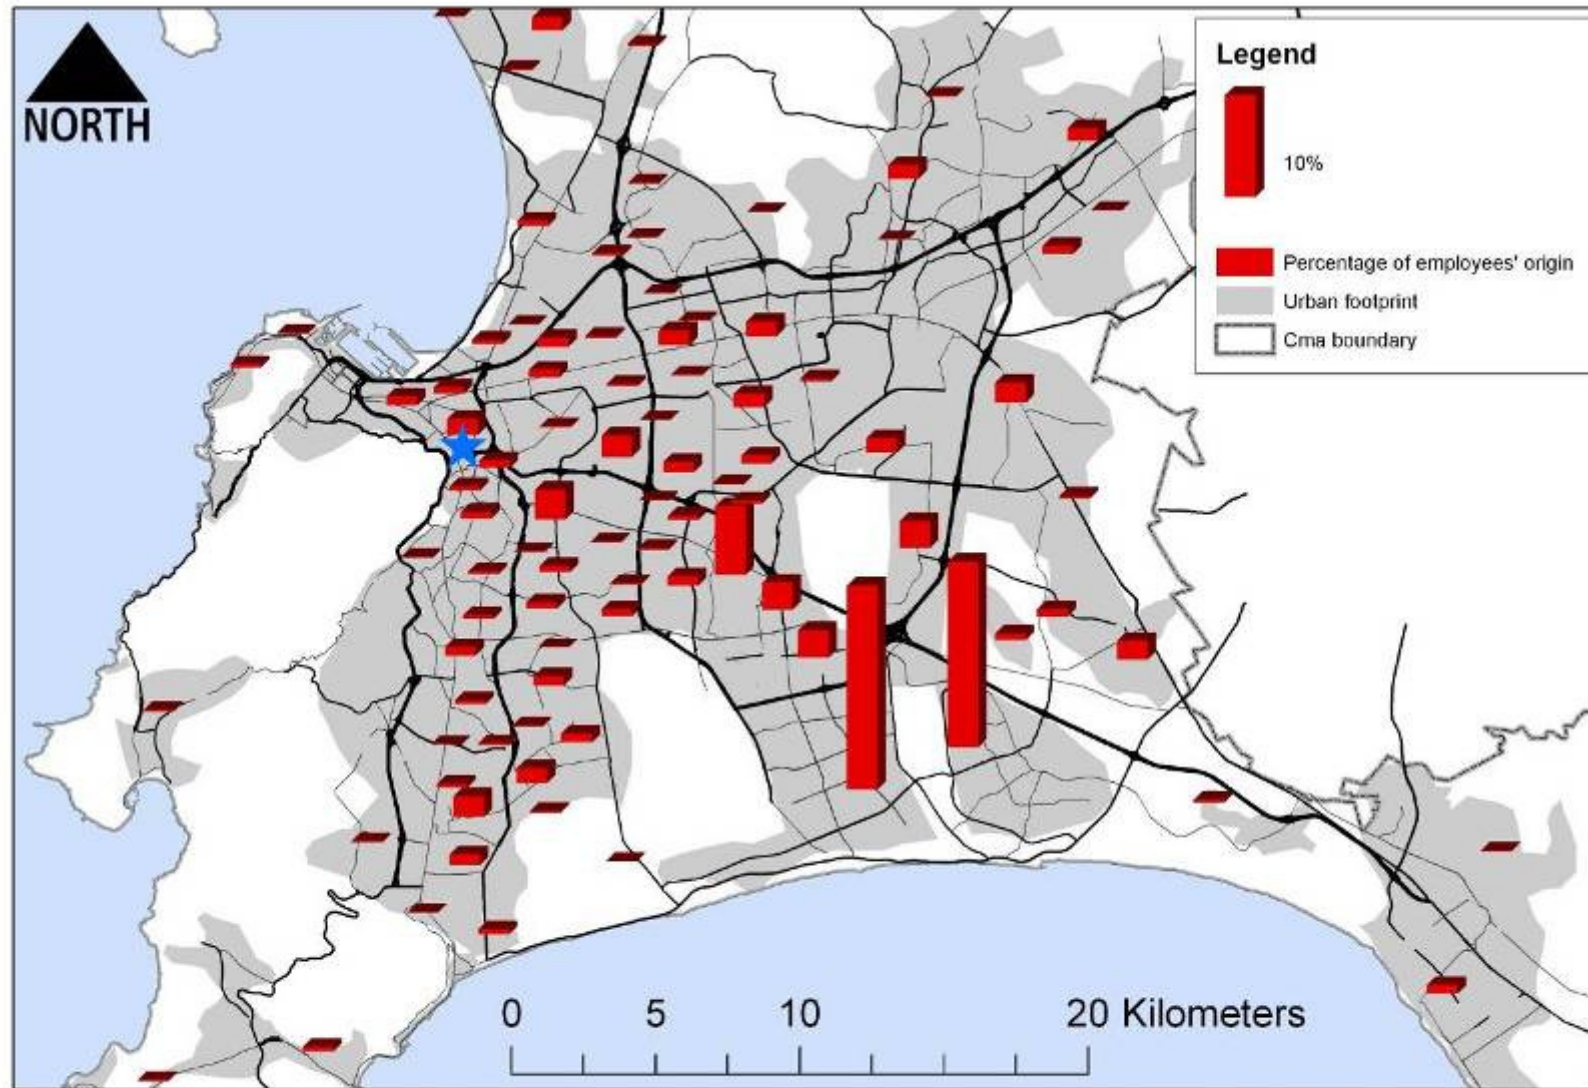 NORTH
Legend
10%
Percentage of employees' origin
Urban footprint
Cma boundary
0 5 10 20 Kilometers